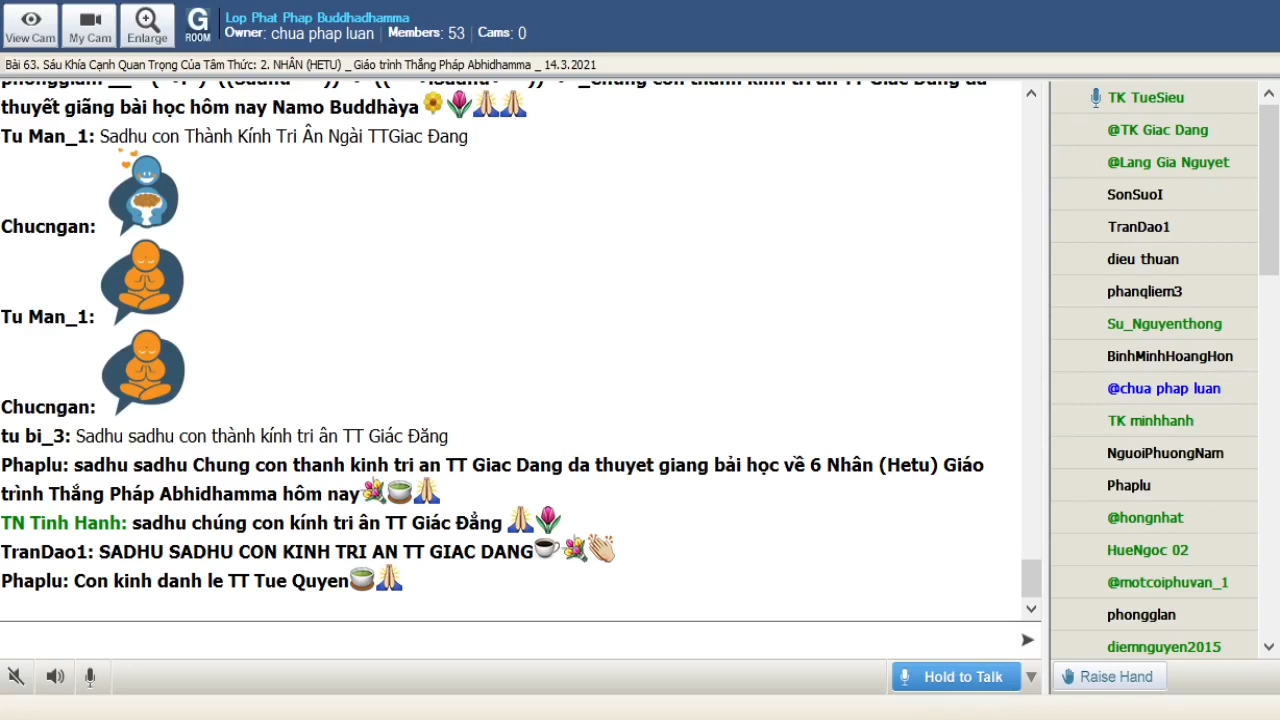 View Cam
My Cam
Enlarge
G
ROOM
Lop Phat Phap Buddhadhamma
Owner: chua phap luan Members: 53 Cams: 0
Bài 63. Sáu Khía Cạnh Quan Trọng Của Tâm Thức: 2. NHÂN (HETU) _ Giáo trình Thắng Pháp Abhidhamma _ 14.3.2021
thuyết giãng bài học hôm nay Namo Buddhàya
Tu Man_1: Sadhu con Thành Kính Tri Ân Ngài TTGiac Đang
Chucngan:
Tu Man_1:
Chucngan:
tu bi_3: Sadhu sadhu con thành kính tri ân TT Giác Đăng
Phaplu: sadhu sadhu Chung con thanh kinh tri an TT Giac Dang da thuyet giang bải học về 6 Nhân (Hetu) Giáo
trình Thắng Pháp Abhidhamma hôm nay
TN Tinh Hanh: sadhu chúng con kính tri ân TT Giác Đẳng
TranDao1: SADHU SADHU CON KINH TRI AN TT GIAC DANG
Phaplu: Con kinh danh le TT Tue Quyen
Hold to Talk
TK TueSieu
@TK Giac Dang
@Lang Gia Nguyet
SonSuoI
TranDao1
dieu thuan
phanqliem3
Su_Nguyenthong
BinhMinhHoangHon
@chua phap luan
TK minhhanh
NguoiPhuongNam
Phaplu
@hongnhat
HueNgoc 02
@motcoiphuvan_1
phongglan
diemnguyen2015
Raise Hand